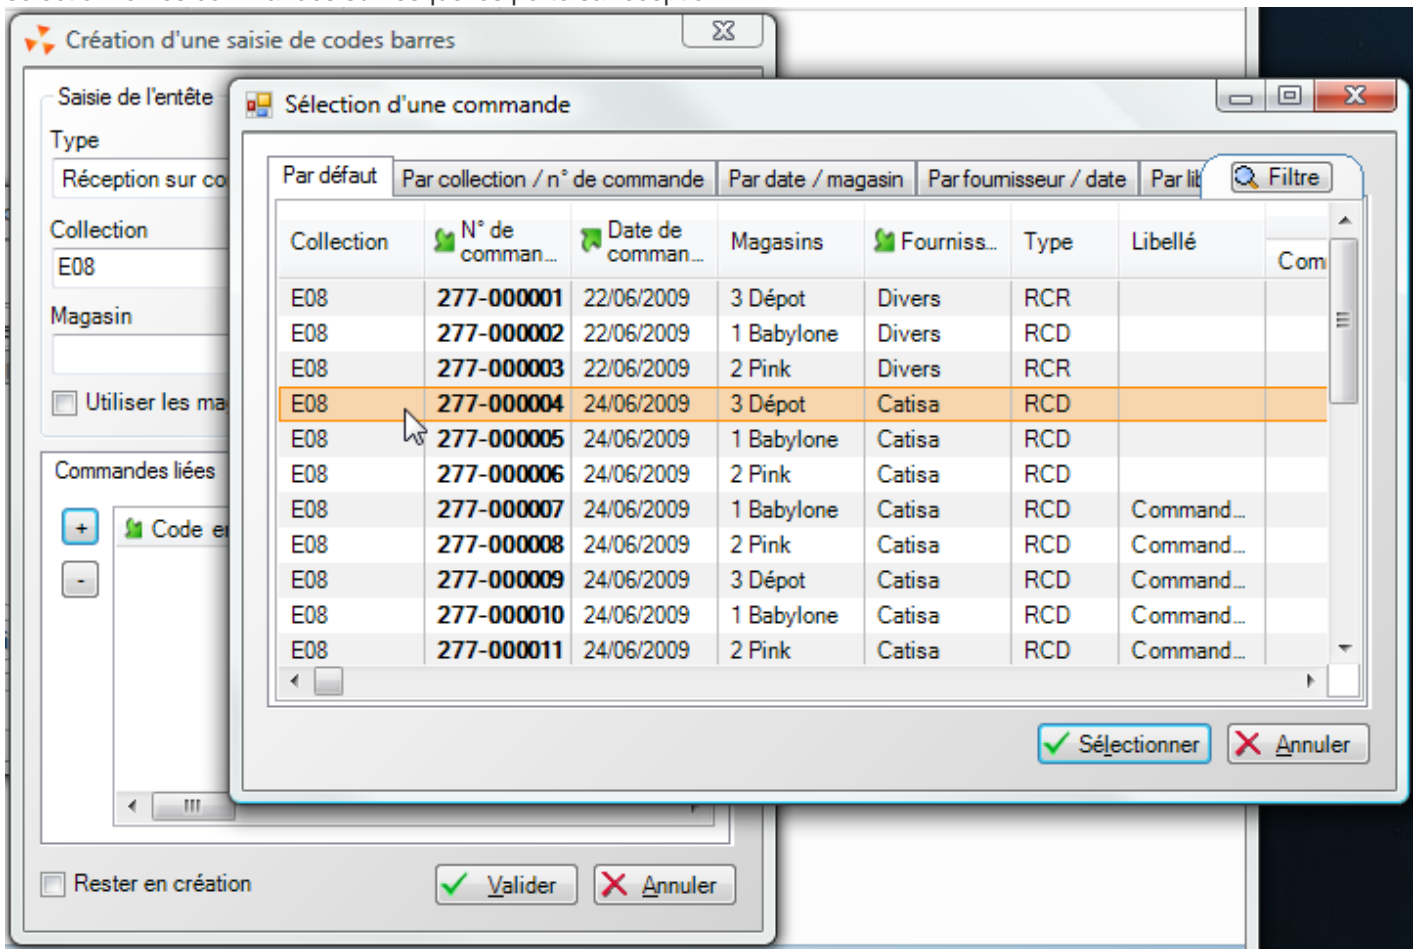 Création d'une saisie de codes barres
Saisie de l'entête
Type
Réception sur co
Collection
E08
Magasin
Utiliser les ma
Commandes liées
+
Code e
-
Rester en création
Valider
Annuler
Sélection d'une commande
Par défaut Par collection / n° de commande Par date / magasin Par fournisseur / date Par lib Filtre
Collection N° de comman... Date de comman... Magasins Fourniss... Type Libellé Com
E08 277-000001 22/06/2009 3 Dépot Divers RCR
E08 277-000002 22/06/2009 1 Babylone Divers RCD
E08 277-000003 22/06/2009 2 Pink Divers RCR
E08 277-000004 24/06/2009 3 Dépot Catisa RCD
E08 277-000005 24/06/2009 1 Babylone Catisa RCD
E08 277-000006 24/06/2009 2 Pink Catisa RCD
E08 277-000007 24/06/2009 1 Babylone Catisa RCD Command...
E08 277-000008 24/06/2009 2 Pink Catisa RCD Command...
E08 277-000009 24/06/2009 3 Dépot Catisa RCD Command...
E08 277-000010 24/06/2009 1 Babylone Catisa RCD Command...
E08 277-000011 24/06/2009 2 Pink Catisa RCD Command...
Sélectionner
Annuler